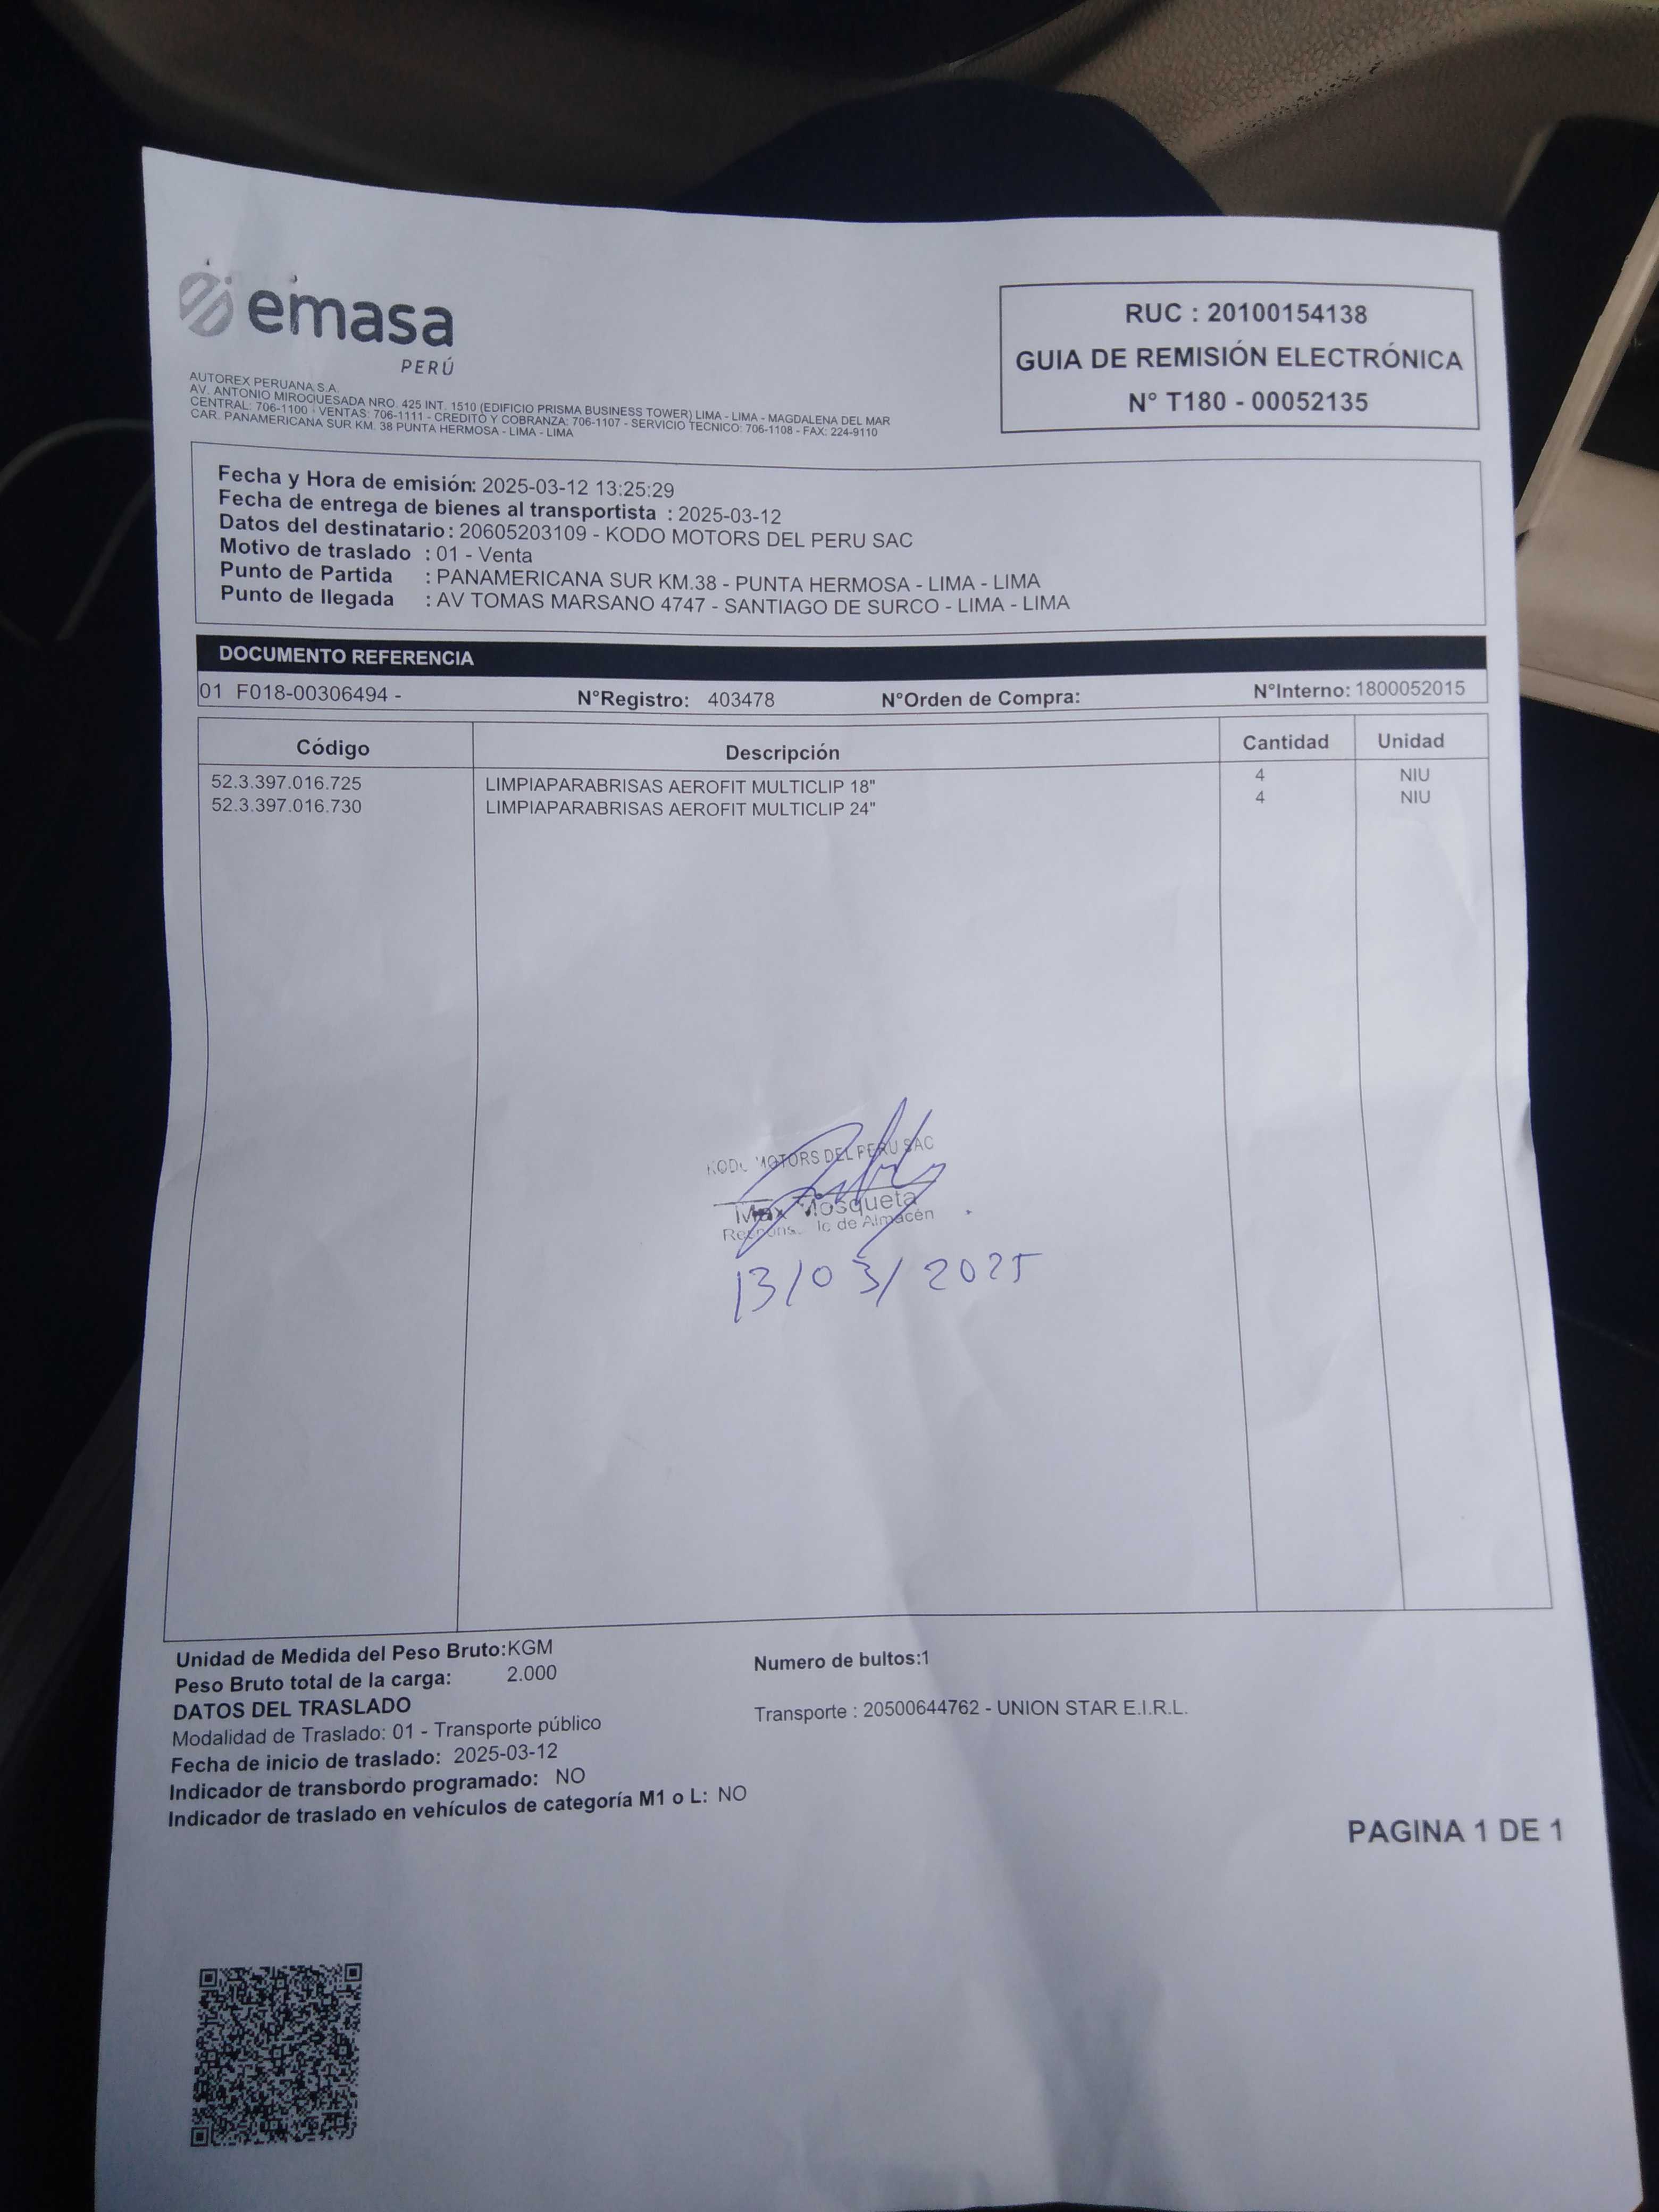 emasa
PERÚ
AUTOREX PERUANA S.A.
AV. ANTONIO MIROQUESADA NRO. 425 INT. 1510 (EDIFICIO PRISMA BUSINESS TOWER) LIMA - LIMA - MAGDALENA DEL MAR
CENTRAL: 706-1100 - VENTAS: 706-1111 - CREDITO Y COBRANZA: 706-1107 - SERVICIO TECNICO: 706-1108 - FAX: 224-9110
CAR. PANAMERICANA SUR KM. 38 PUNTA HERMOSA - LIMA - LIMA
RUC : 20100154138
GUIA DE REMISIÓN ELECTRÓNICA
N° T180 - 00052135
Fecha y Hora de emisión: 2025-03-12 13:25:29
Fecha de entrega de bienes al transportista : 2025-03-12
Datos del destinatario : 20605203109 - KODO MOTORS DEL PERU SAC
Motivo de traslado : 01 - Venta
Punto de Partida : PANAMERICANA SUR KM.38 - PUNTA HERMOSA - LIMA - LIMA
Punto de llegada : AV TOMAS MARSANO 4747 - SANTIAGO DE SURCO - LIMA - LIMA
DOCUMENTO REFERENCIA
01 F018-00306494 - N°Registro: 403478 N°Orden de Compra: N°Interno: 1800052015
Código Descripción Cantidad Unidad
52.3.397.016.725 LIMPIAPARABRISAS AEROFIT MULTICLIP 18" 4 NIU
52.3.397.016.730 LIMPIAPARABRISAS AEROFIT MULTICLIP 24" 4 NIU
MOTORS DEL PERU SAC
Max Mosqueta
de Almacén
13/03/2025
Unidad de Medida del Peso Bruto:KGM
Peso Bruto total de la carga: 2.000
Numero de bultos:1
DATOS DEL TRASLADO
Modalidad de Traslado: 01 - Transporte público
Transporte : 20500644762 - UNION STAR E.I.R.L.
Fecha de inicio de traslado: 2025-03-12
Indicador de transbordo programado: NO
Indicador de traslado en vehículos de categoría M1 o L: NO
PAGINA 1 DE 1